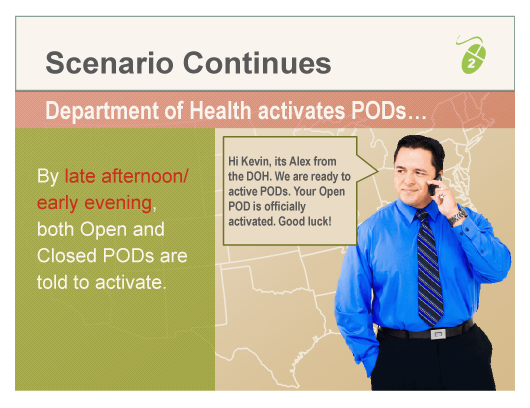 Scenario Continues
2
Department of Health activates PODs...
By late afternoon/
early evening,
both Open and
Closed PODs are
told to activate.
Hi Kevin, its Alex from
the DOH. We are ready to
active PODs. Your Open
POD is officially
activated. Good luck!